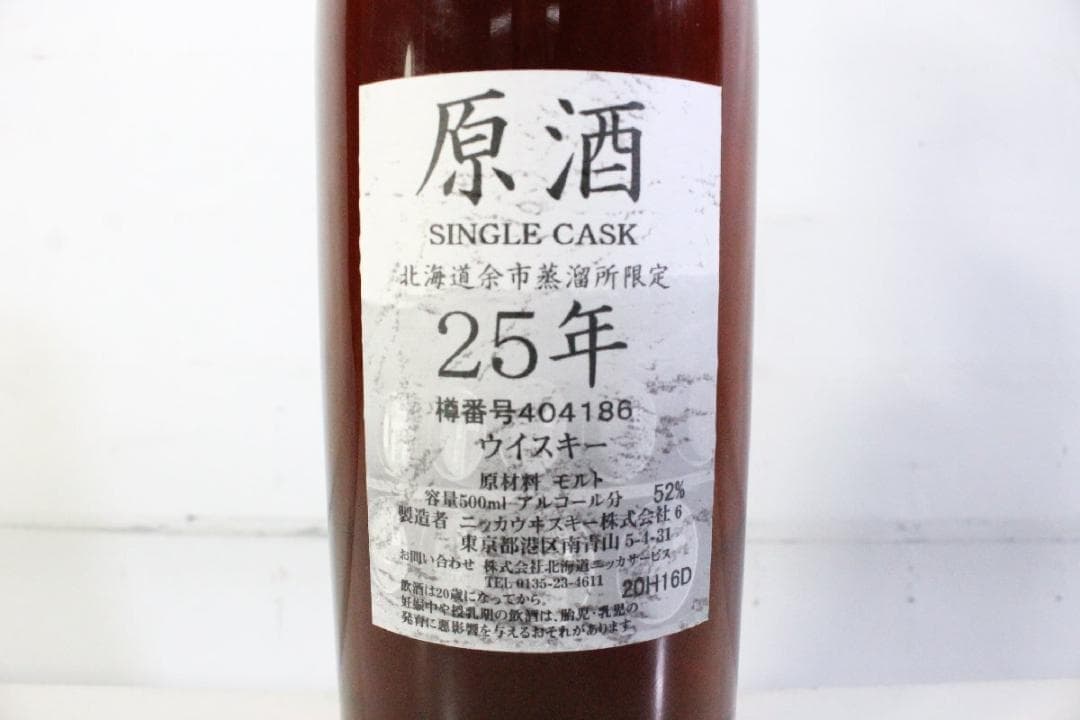 原酒
SINGLE CASK
北海道余市蒸溜所限定
25年
樽番号404186
ウイスキー
原材料 モルト
容量500ml アルコール分 52%
製造者 ニッカウヰスキー株式会社6
東京都港区南青山5-4-31
お問い合わせ 株式会社北海道ニッカサービス
TEL 0135-23-4611
20H16D
飲酒は20歳になってから。
妊娠中や授乳期の飲酒は、胎児・乳児の
発育に悪影響を与えるおそれがあります。